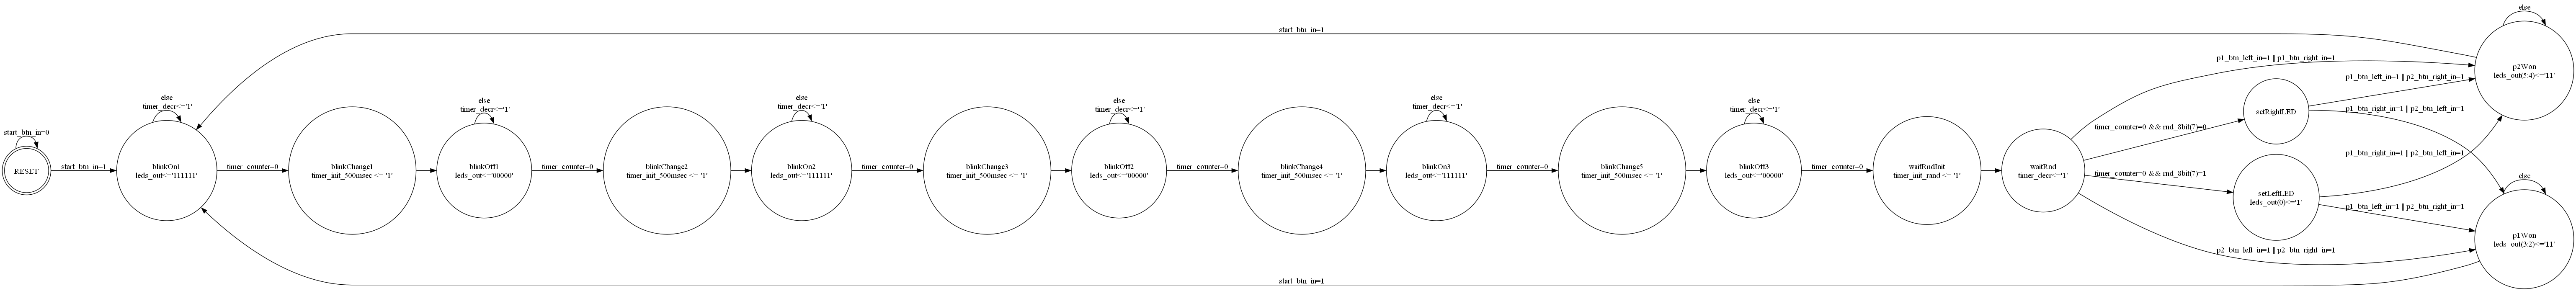 else
start_btn_in=1
p1_btn_left_in=1 | p1_btn_right_in=1
p2Won
leds_out(5:4)<='11'
p1_btn_left_in=1 || p2_btn_right_in=1
else
timer_decr<='1'
else
timer_decr<='1'
else
timer_decr<='1'
else
timer_decr<='1'
else
timer_decr<='1'
else
timer_decr<='1'
setRightLED
p1_btn_right_in=1 || p2_btn_left_in=1
start_btn_in=0
timer_counter=0 && rnd_8bit(7)=0
RESET
start_btn_in=1
blinkOn1
leds_out<='111111'
timer_counter=0
blinkChange1
timer_init_500msec <= '1'
blinkOff1
leds_out<='00000'
timer_counter=0
blinkChange2
timer_init_500msec <= '1'
blinkOn2
leds_out<='111111'
timer_counter=0
blinkChange3
timer_init_500msec <= '1'
blinkOff2
leds_out<='00000'
timer_counter=0
blinkChange4
timer_init_500msec <= '1'
blinkOn3
leds_out<='111111'
timer_counter=0
blinkChange5
timer_init_500msec <= '1'
blinkOff3
leds_out<='00000'
timer_counter=0
waitRndInit
timer_init_rand <= '1'
waitRnd
timer_decr<='1'
p1_btn_right_in=1 || p2_btn_left_in=1
timer_counter=0 && rnd_8bit(7)=1
else
setLeftLED
leds_out(0)<='1'
p1_btn_left_in=1 || p2_btn_right_in=1
p1Won
leds_out(3:2)<='11'
p2_btn_left_in=1 | p2_btn_right_in=1
start_btn_in=1